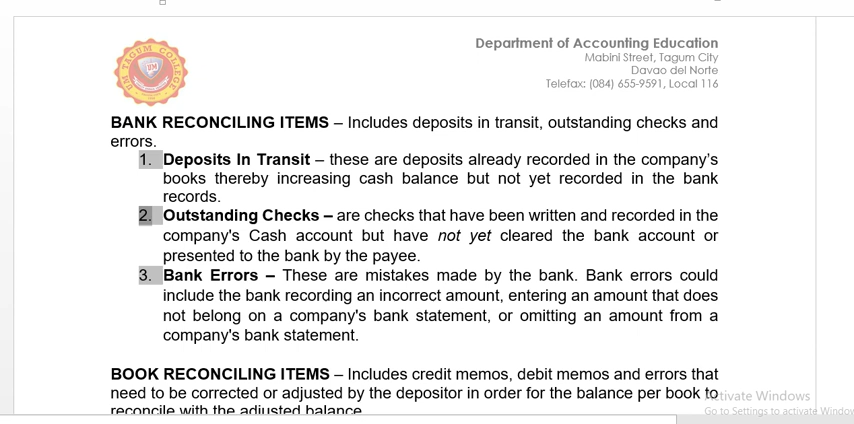 UM TAGUM COLLEGE
UM
Department of Accounting Education
Mabini Street, Tagum City
Davao del Norte
Telefax: (084) 655-9591, Local 116
BANK RECONCILING ITEMS – Includes deposits in transit, outstanding checks and
errors.
1. Deposits In Transit – these are deposits already recorded in the company's
books thereby increasing cash balance but not yet recorded in the bank
records.
2. Outstanding Checks – are checks that have been written and recorded in the
company's Cash account but have not yet cleared the bank account or
presented to the bank by the payee.
3. Bank Errors – These are mistakes made by the bank. Bank errors could
include the bank recording an incorrect amount, entering an amount that does
not belong on a company's bank statement, or omitting an amount from a
company's bank statement.
BOOK RECONCILING ITEMS – Includes credit memos, debit memos and errors that
need to be corrected or adjusted by the depositor in order for the balance per book to
reconcile with the adjusted balance
Activate Windows
Go to Settings to activate Window